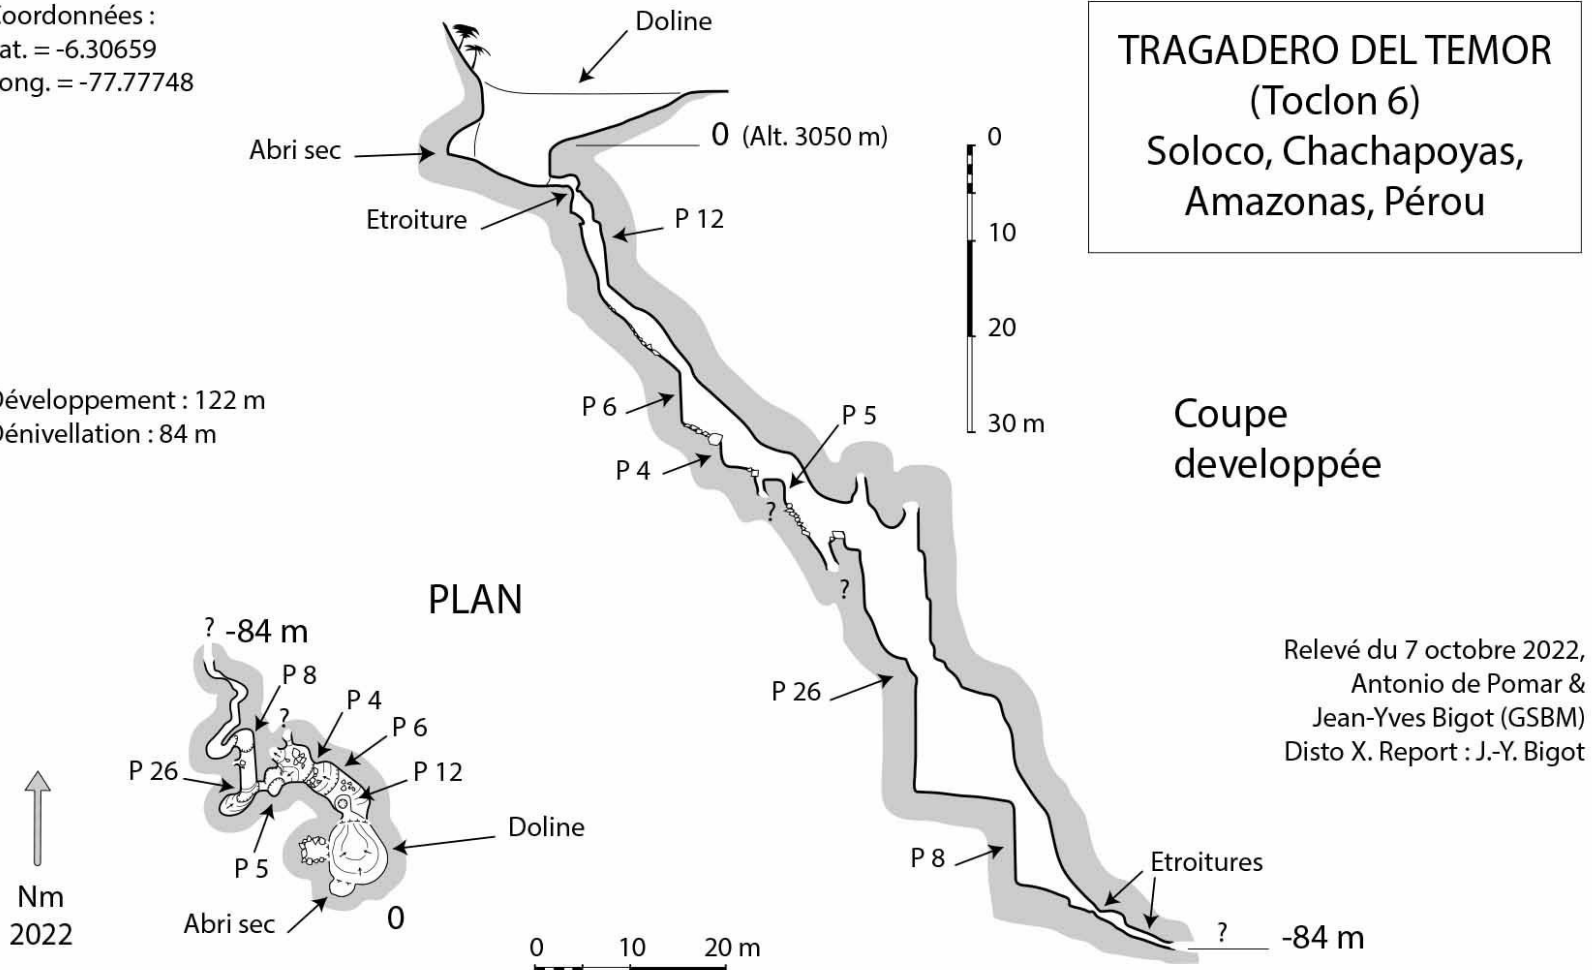 oordonnées :
at. = -6.30659
ong. = -77.77748
Doline
TRAGADERO DEL TEMOR
(Toclon 6)
Soloco, Chachapoyas,
Amazonas, Pérou
Abri sec
0 (Alt. 3050 m)
0
Etroiture
P 12
10
20
30 m
éveloppement : 122 m
énivellation : 84 m
P 6
P 5
P 4
?
?
Coupe
developpée
PLAN
? -84 m
P 8
?
P 4
P 6
P 12
P 26
P 5
Doline
Abri sec
0
Nm
2022
P 26
Relevé du 7 octobre 2022,
Antonio de Pomar &
Jean-Yves Bigot (GSBM)
Disto X. Report : J.-Y. Bigot
P 8
Etroitures
? -84 m
0 10 20 m